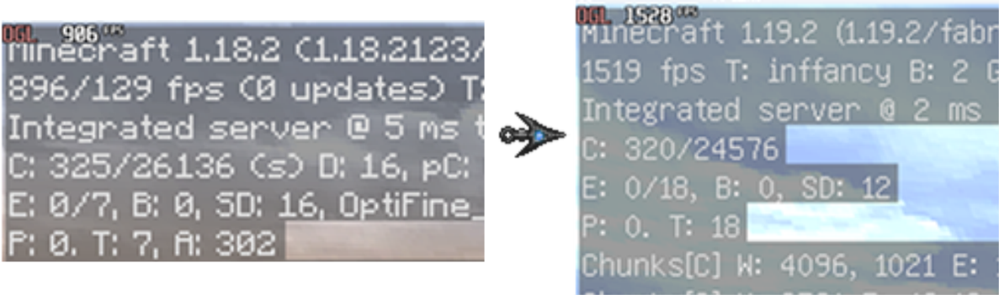 OGL 906 FPS
Minecraft 1.18.2 (1.18.2123/
896/129 fps (0 updates) T:
Integrated server @ 5 ms t
C: 325/26136 (s) D: 16, pC:
E: 0/7, B: 0, SD: 16, OptiFine_
P: 0. T: 7, A: 302
OGL 1528 FPS
Minecraft 1.19.2 (1.19.2/fabr
1519 fps T: inffancy B: 2 G
Integrated server @ 2 ms
C: 320/24576
E: 0/18, B: 0, SD: 12
P: 0. T: 18
Chunks[C] W: 4096, 1021 E: